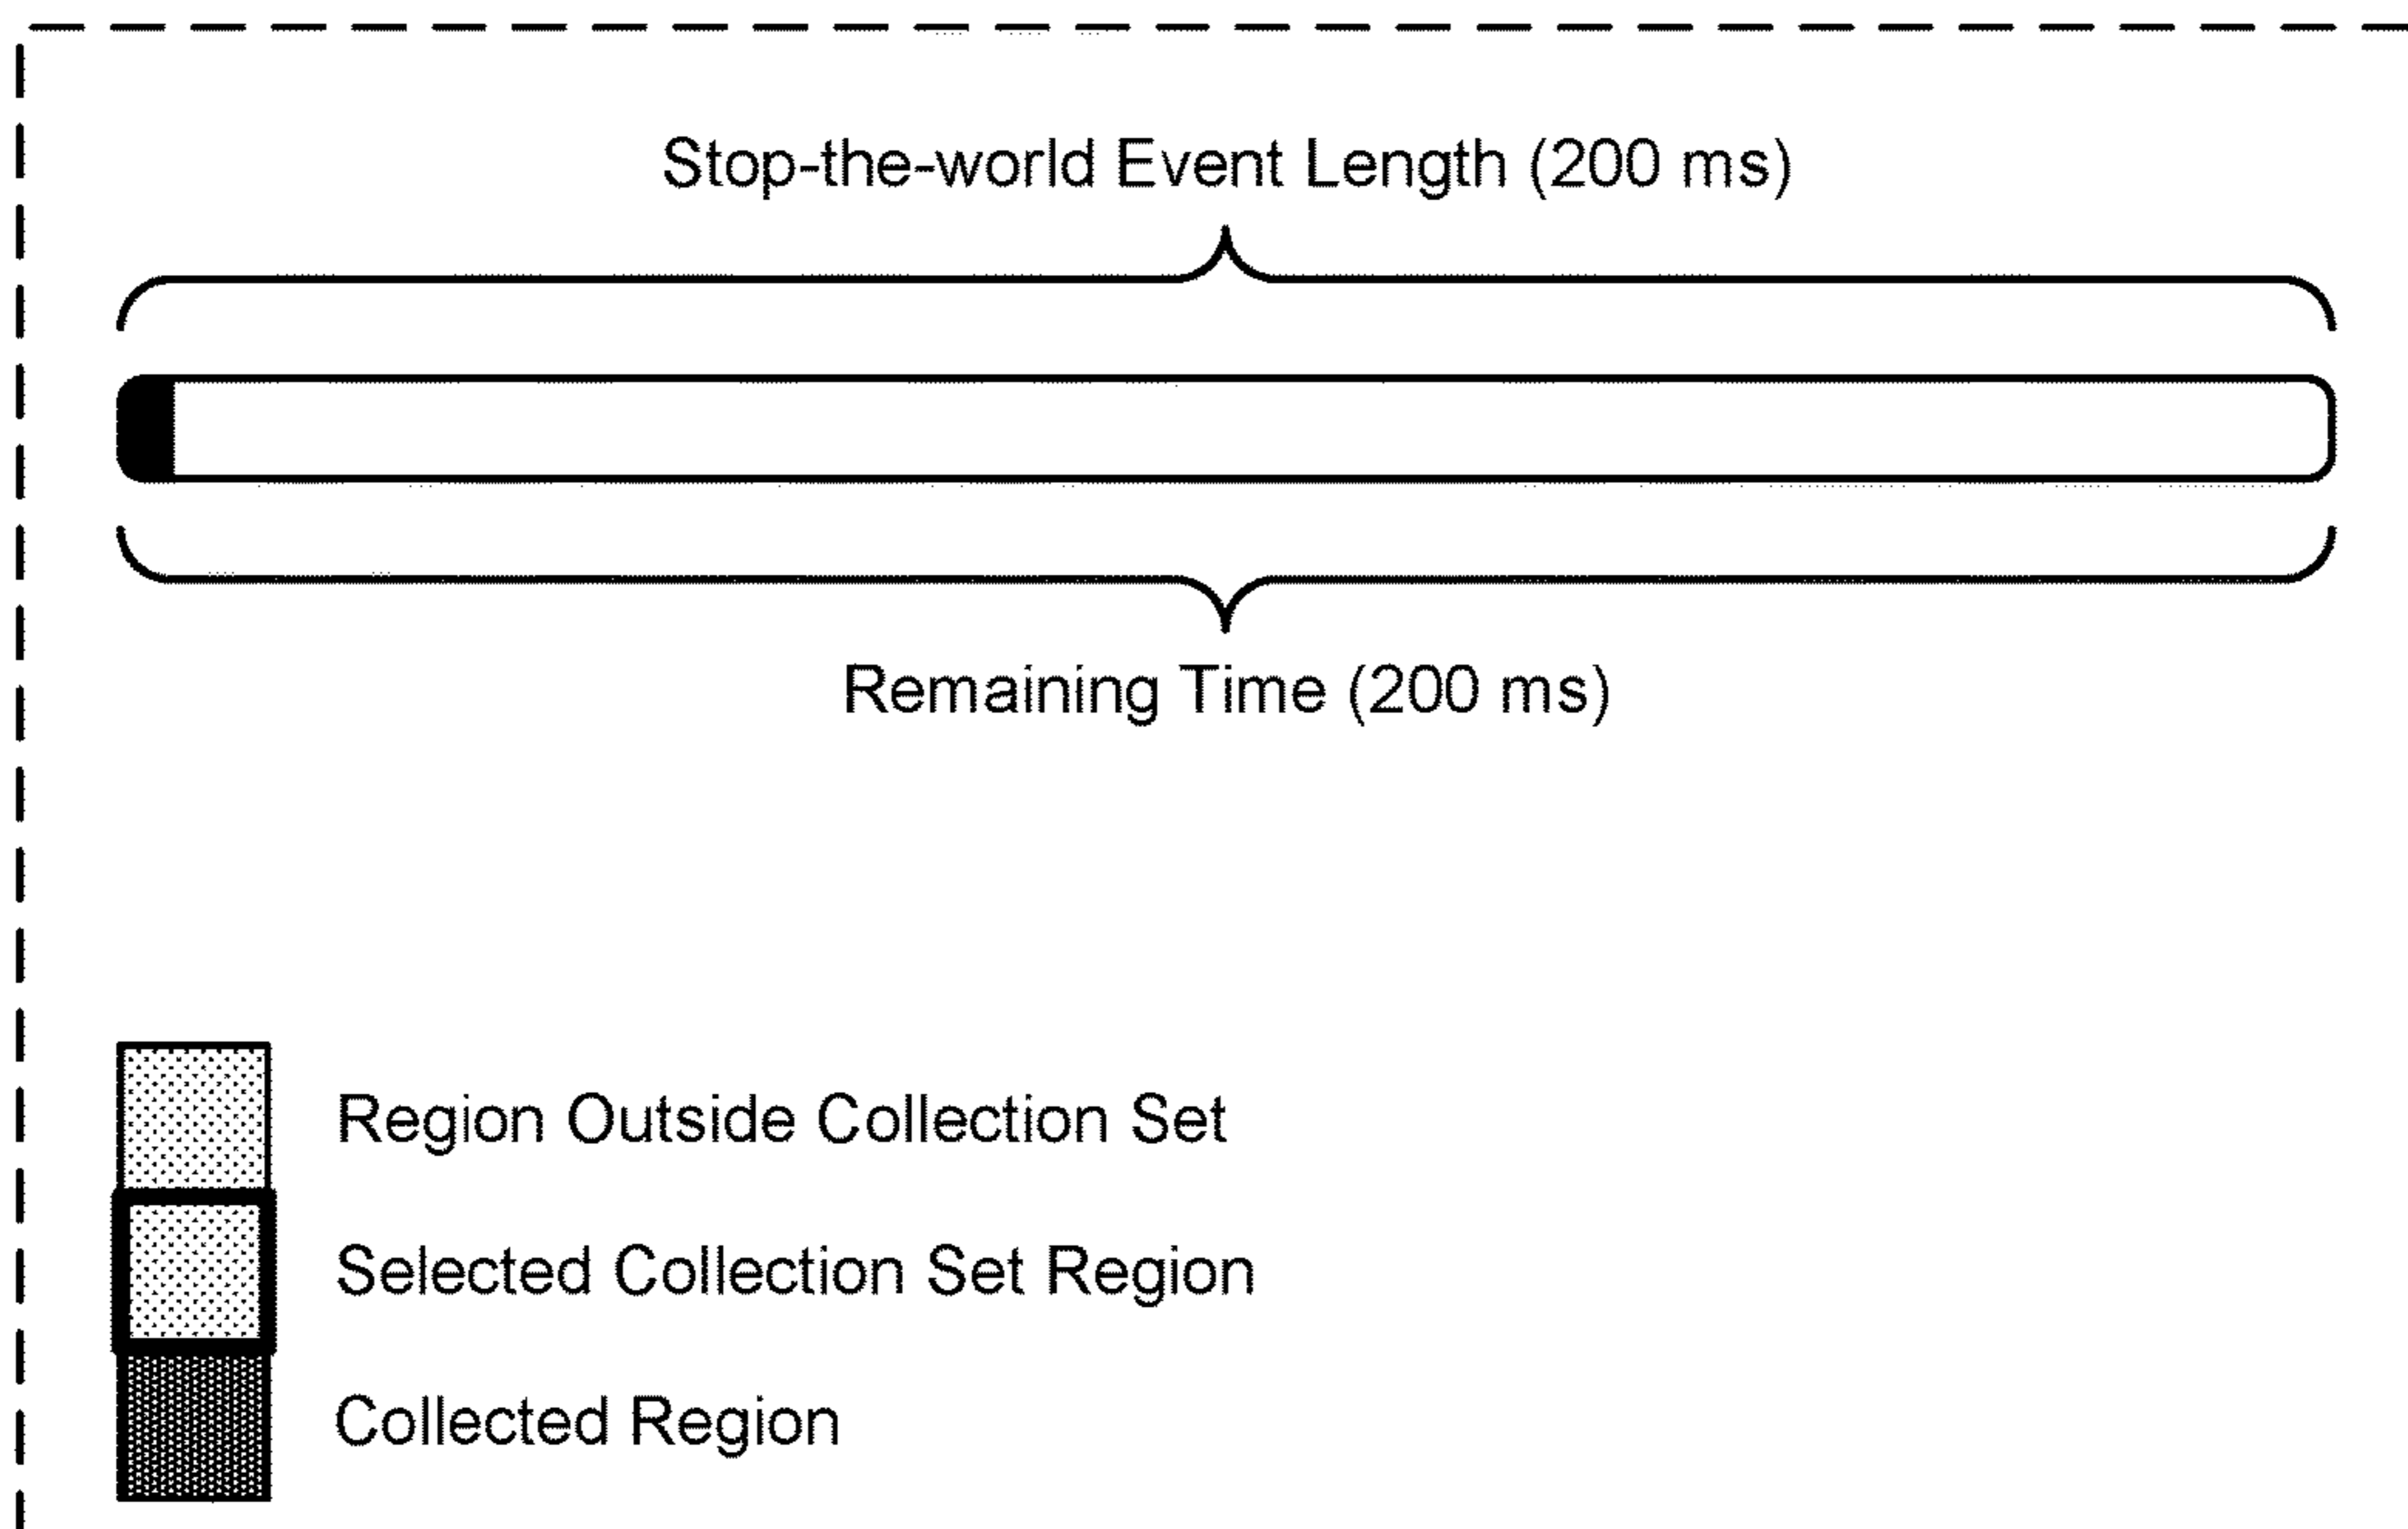 Stop-the-world Event Length (200 ms)
Remaining Time (200 ms)
Region Outside Collection Set
Selected Collection Set Region
Collected Region